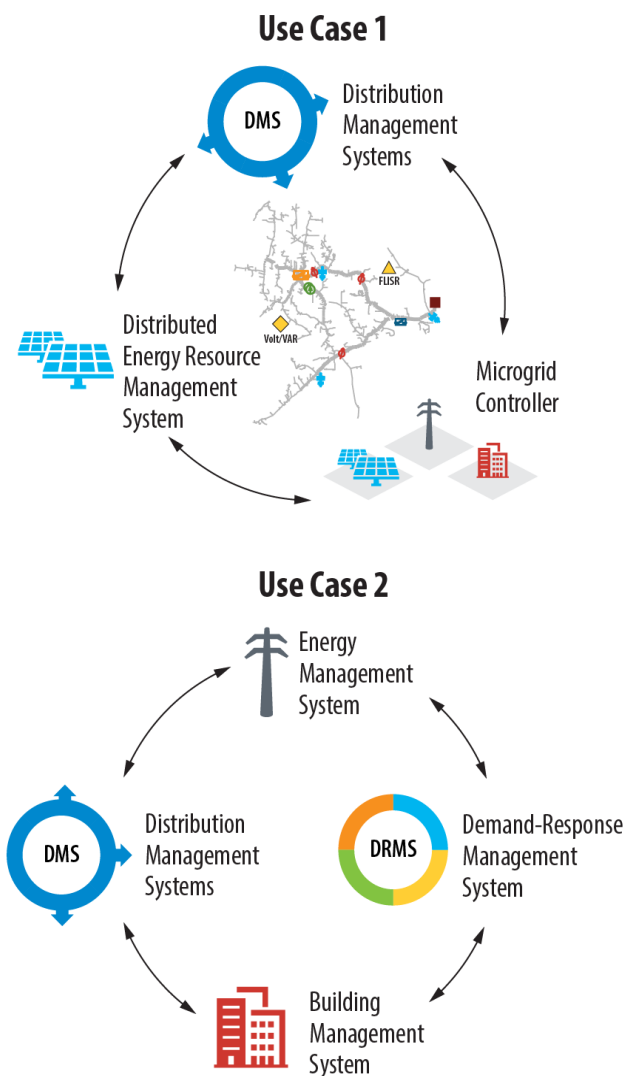 Use Case 1
DMS
Distribution
Management
Systems
FLISR
Volt/VAR
Distributed
Energy Resource
Management
System
Microgrid
Controller
Use Case 2
Energy
Management
System
DMS
Distribution
Management
Systems
DRMS
Demand-Response
Management
System
Building
Management
System